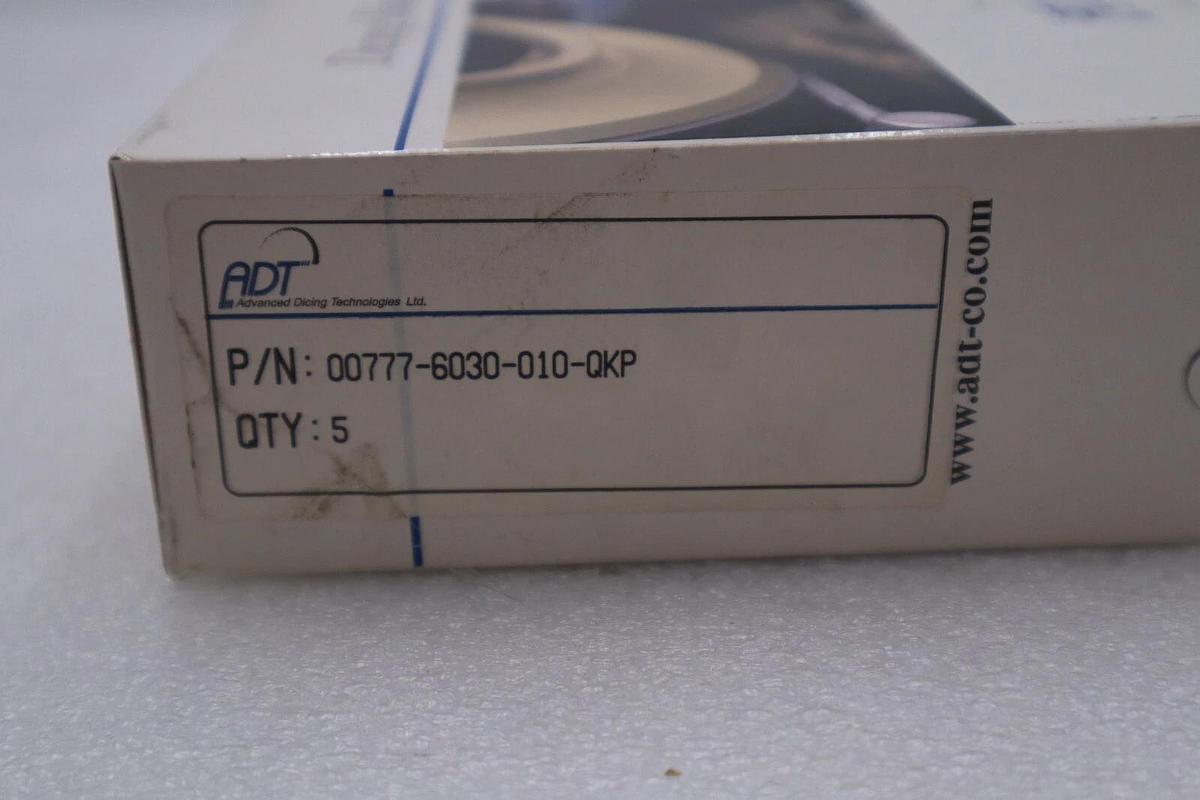 ADT
Advanced Dicing Technologies Ltd.
P/N: 00777-6030-010-QKP
QTY: 5
www.adt-co.com